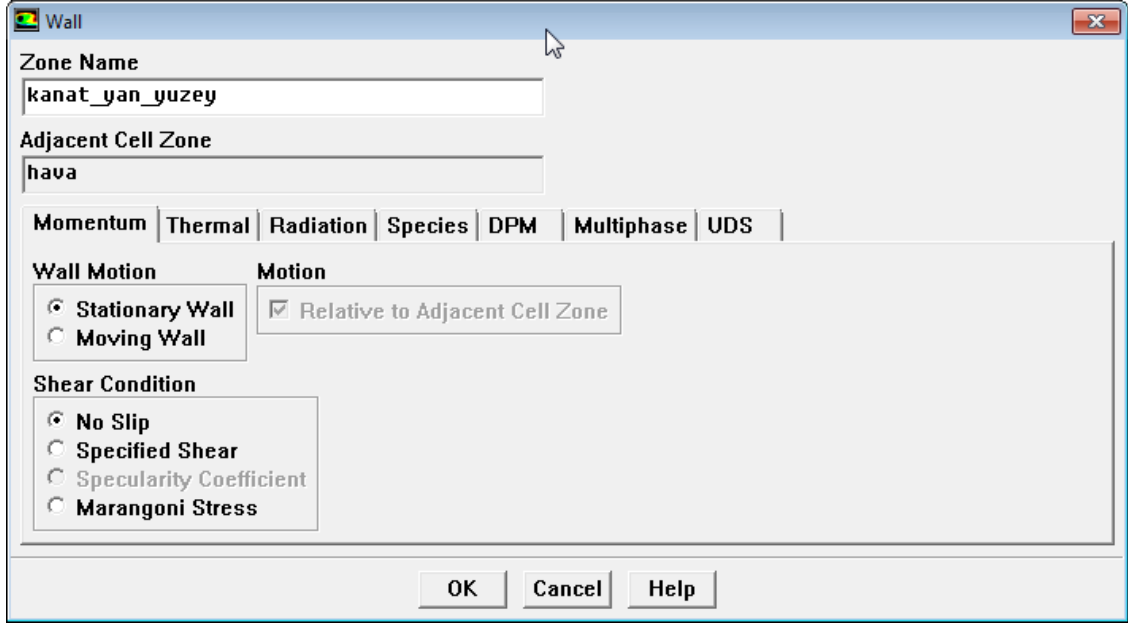 Wall
Zone Name
kanat_yan_yuzey
Adjacent Cell Zone
hava
Momentum Thermal Radiation Species DPM Multiphase UDS
Wall Motion Motion
Stationary Wall Relative to Adjacent Cell Zone
Moving Wall
Shear Condition
No Slip
Specified Shear
Specularity Coefficient
Marangoni Stress
OK Cancel Help